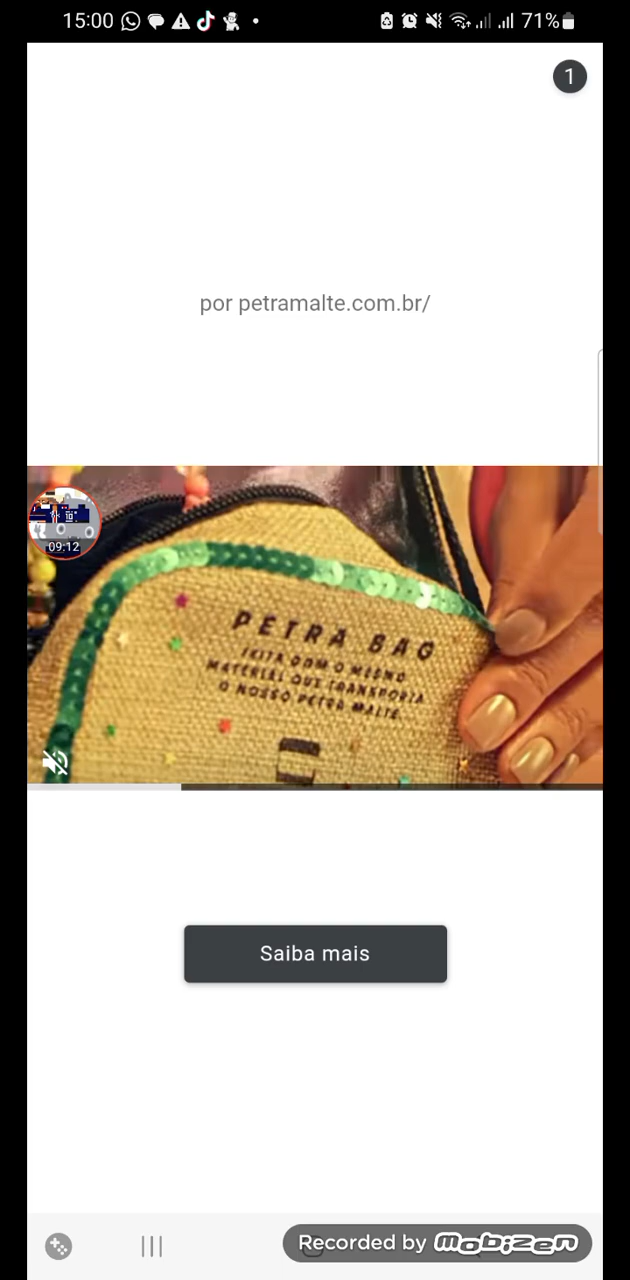 15:00
71%
1
por petramalte.com.br/
09:12
PETRA BAG
FEITA COM O MESMO
MATERIAL QUE TRANSPORTA
O NOSSO PETRA MALTE.
Saiba mais
Recorded by mobizen